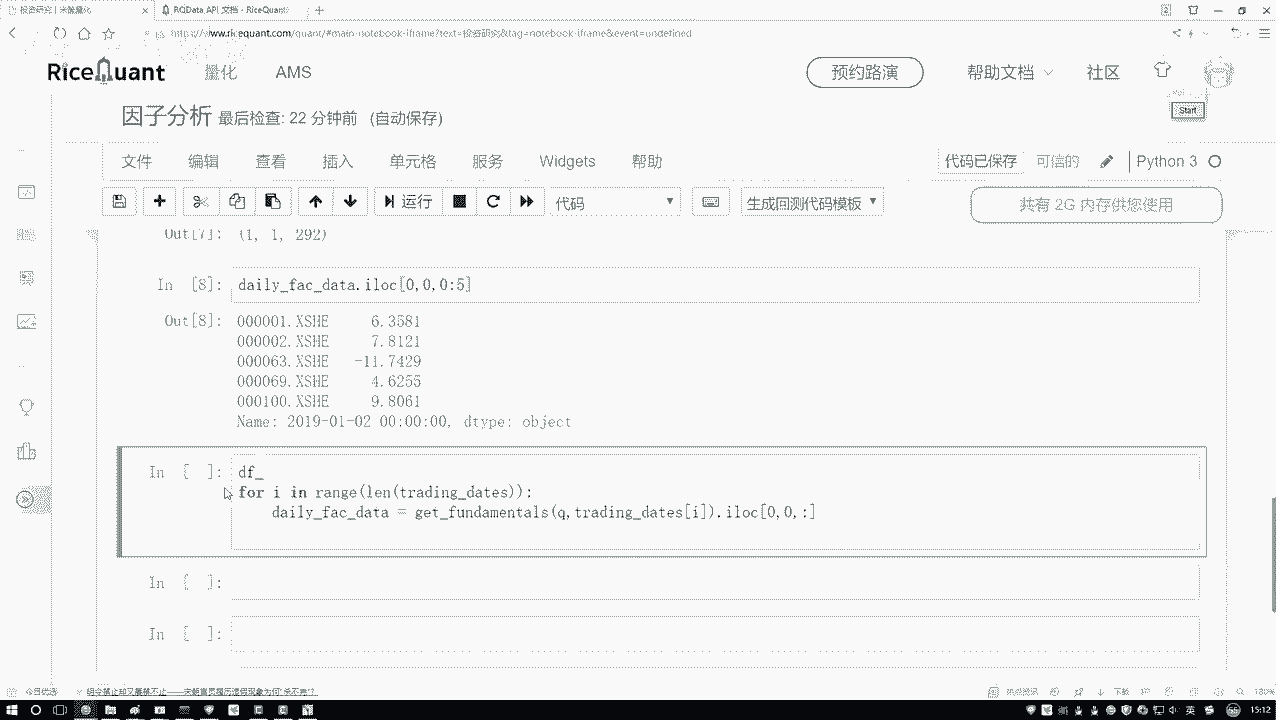 投资研究 | 米筐量化
RQData API 文档 - RiceQuant
https://www.ricequant.com/quant/#main-notebook-iframe?text=投资研究&tag=notebook-iframe&event=undefined
RiceQuant
量化
AMS
预约路演
帮助文档
社区
因子分析 最后检查: 22 分钟前 (自动保存)
Start
文件 编辑 查看 插入 单元格 服务 Widgets 帮助
代码已保存
可信的
Python 3
运行
代码
生成回测代码模板
共有 2G 内存供您使用
Out[7]: (1, 1, 292)
In [8]: daily_fac_data.iloc[0,0,0:5]
Out[8]: 000001.XSHE 6.3581
000002.XSHE 7.8121
000063.XSHE -11.7429
000069.XSHE 4.6255
000100.XSHE 9.8061
Name: 2019-01-02 00:00:00, dtype: object
In [ ]: df_
for i in range(len(trading_dates)):
daily_fac_data = get_fundamentals(q,trading_dates[i]).iloc[0,0,:]
In [ ]:
In [ ]:
今日优选
下载
英
15:12